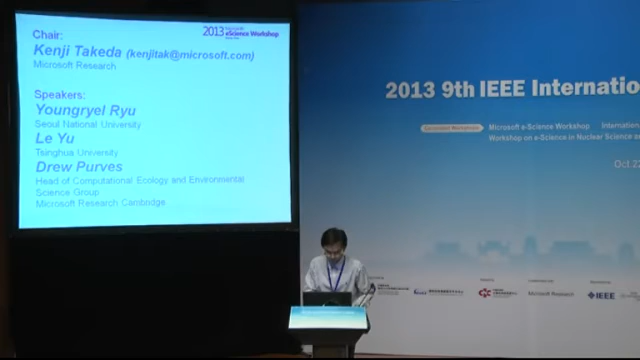 Chair:
2013 eScience Workshop
Kenji Takeda (kenjitak@microsoft.com)
Microsoft Research
Speakers:
Youngryel Ryu
Seoul National University
Le Yu
Tsinghua University
Drew Purves
Head of Computational Ecology and Environmental
Science Group
Microsoft Research Cambridge
2013 9th IEEE Internatio
Microsoft e-Science Workshop Internation
Workshop on e-Science in Nuclear Science a
Oct.22
Microsoft Research
IEEE